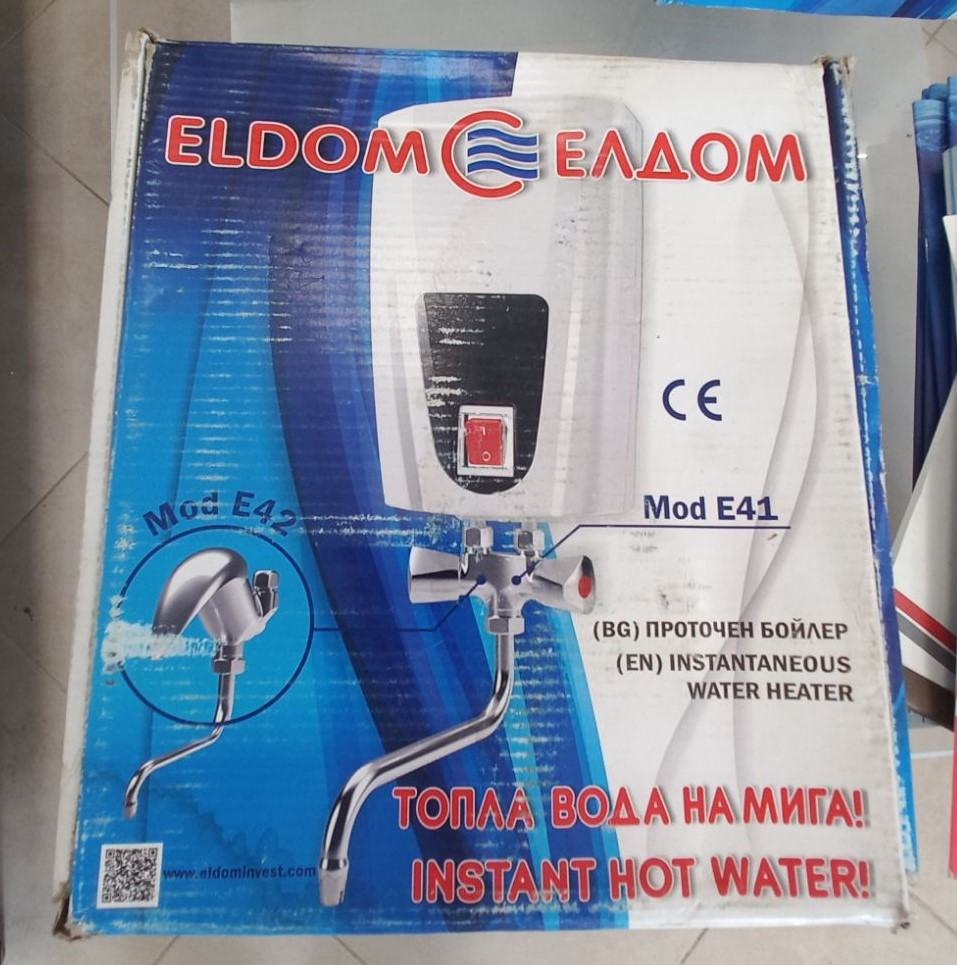 ELDOM ЕЛДОМ
CE
Mod E42
Mod E41
(BG) ПРОТОЧЕН БОЙЛЕР
(EN) INSTANTANEOUS
WATER HEATER
ТОПЛА ВОДА НА МИГА!
INSTANT HOT WATER!
www.eldominvest.com